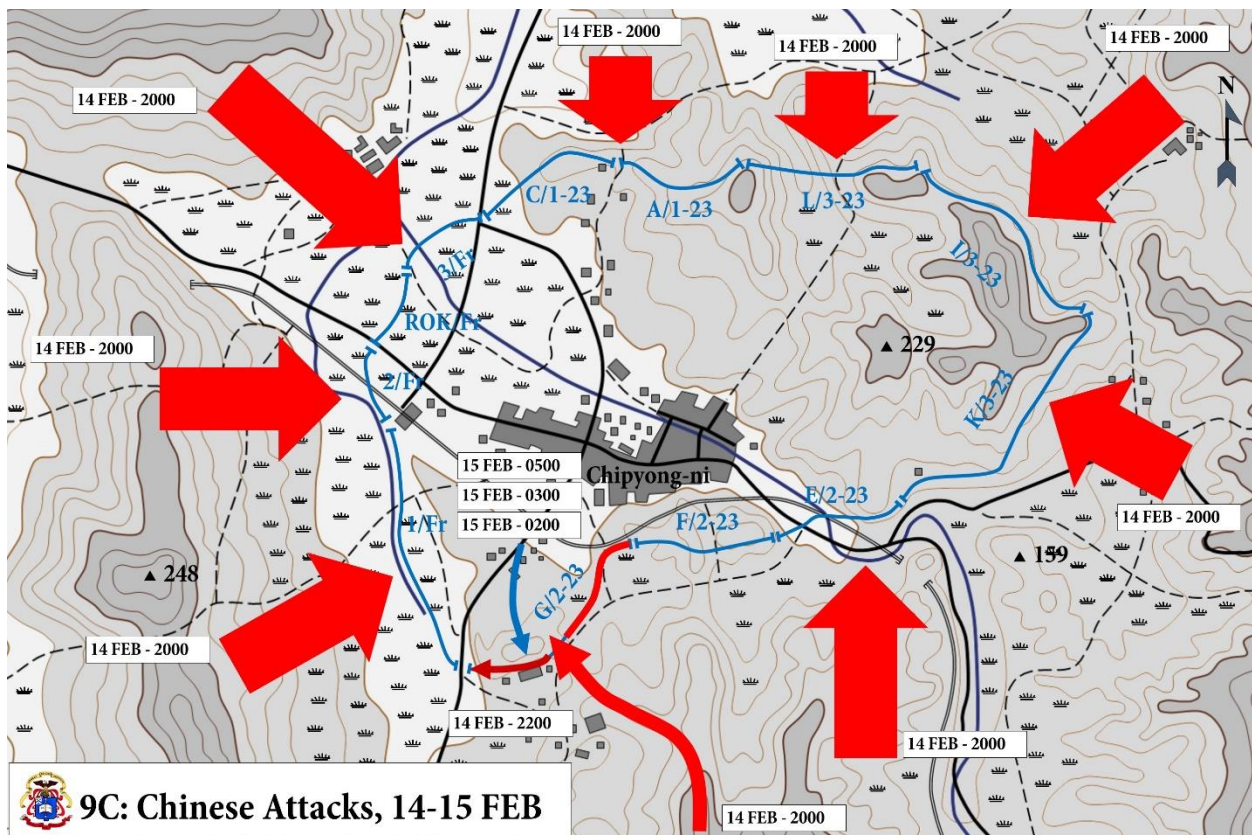 14 FEB - 2000
14 FEB - 2000
14 FEB - 2000
14 FEB - 2000
N
C/1-23
A/1-23
L/3-23
3/Fr
I/3-23
ROK/Fr
14 FEB - 2000
229
2/Fr
K/3-23
15 FEB - 0500
Chipyong-ni
15 FEB - 0300
E/2-23
15 FEB - 0200
1/Fr
F/2-23
14 FEB - 2000
159
248
G/2-23
14 FEB - 2000
14 FEB - 2200
14 FEB - 2000
9C: Chinese Attacks, 14-15 FEB
14 FEB - 2000